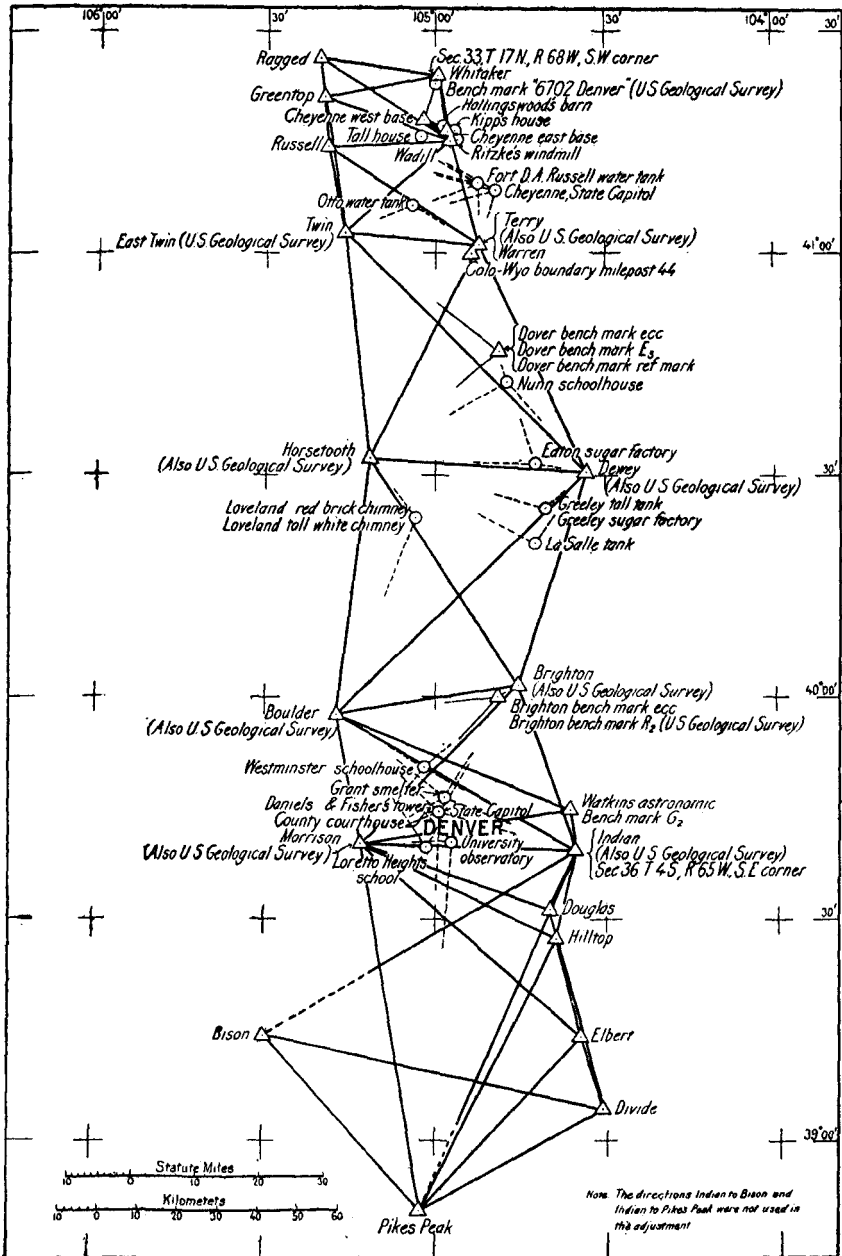 106°00' 30' 105°00' 30' 104°00' 30'
Ragged
Sec. 33, T 17 N, R 68 W, S.W corner
Whitaker
Bench mark "6702 Denver" (U S Geological Survey)
Greentop
Hollingswood's barn
Cheyenne west base
Kipp's house
Tall house
Cheyenne east base
Russell
Wadill
Ritzke's windmill
Fort D. A. Russell water tank
Cheyenne, State Capitol
Otto water tank
Twin
East Twin (U.S. Geological Survey)
Terry
(Also U.S. Geological Survey)
Warren
41°00'
Colo-Wyo boundary milepost 44
Dover bench mark ecc
Dover bench mark E3
Dover bench mark ref mark
Nunn schoolhouse
Horsetooth
(Also U.S. Geological Survey)
Eaton sugar factory
Dewey
30'
(Also U.S. Geological Survey)
Loveland red brick chimney
Loveland tall white chimney
Greeley tall tank
Greeley sugar factory
La Salle tank
Brighton
(Also U S Geological Survey)
40°00'
Boulder
(Also U.S Geological Survey)
Brighton bench mark ecc
Brighton bench mark R2 (U S Geological Survey)
Westminster schoolhouse
Grant smelter
Daniels & Fisher's tower
State Capitol
County courthouse
DENVER
Watkins astronomic
Bench mark G2
Morrison
(Also U S Geological Survey)
Loretto Heights
school
University
observatory
Indian
(Also U S Geological Survey)
Sec 36 T 4 S, R 65 W, S.E corner
Douglas
30'
Hilltop
Bison
Elbert
Divide
39°00'
Statute Miles
10 0 10 20 30
Kilometers
10 0 10 20 30 40 50 60
Pikes Peak
Note. The directions Indian to Bison and
Indian to Pikes Peak were not used in
the adjustment